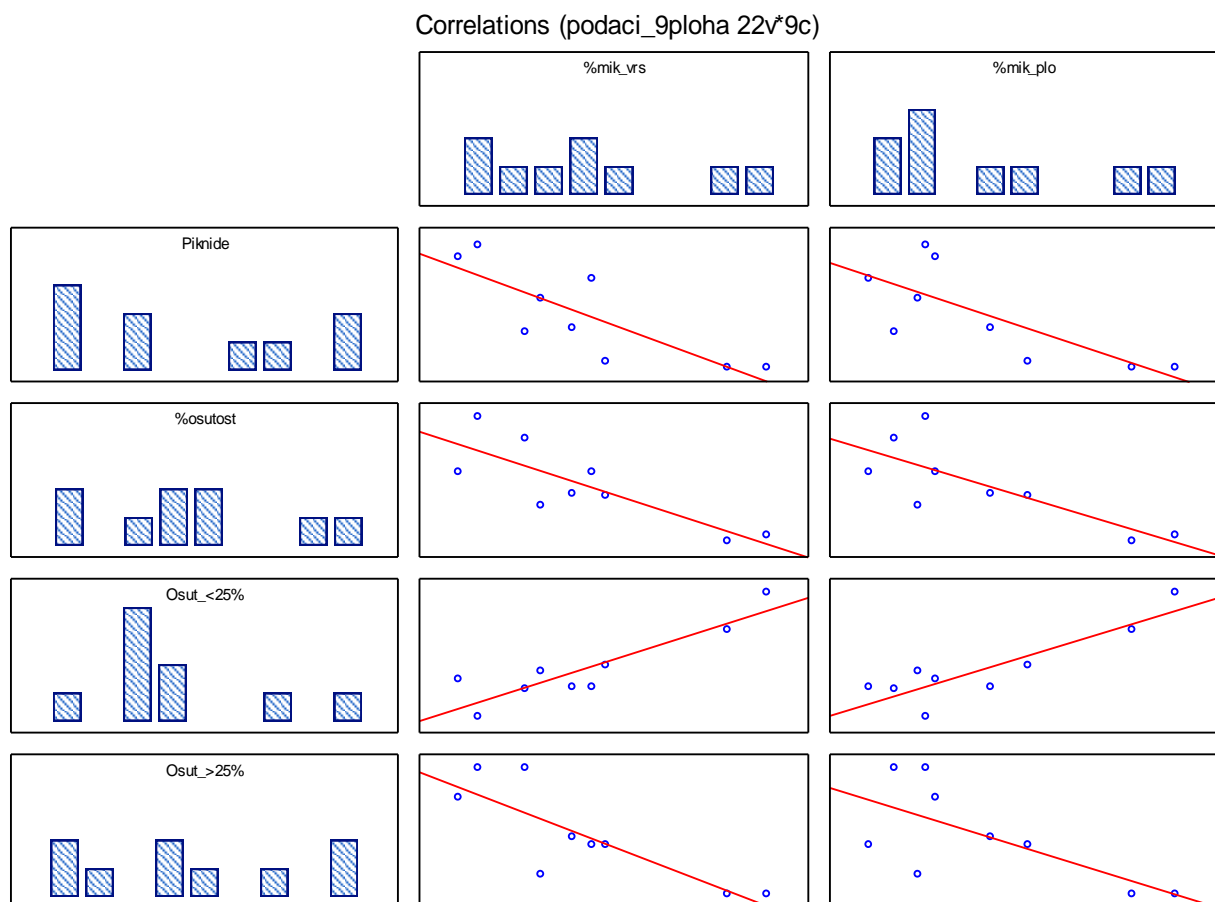 Correlations (podaci_9ploha 22v*9c)
%mik_vrs
%mik_plo
Piknide
%osutost
Osut_<25%
Osut_>25%